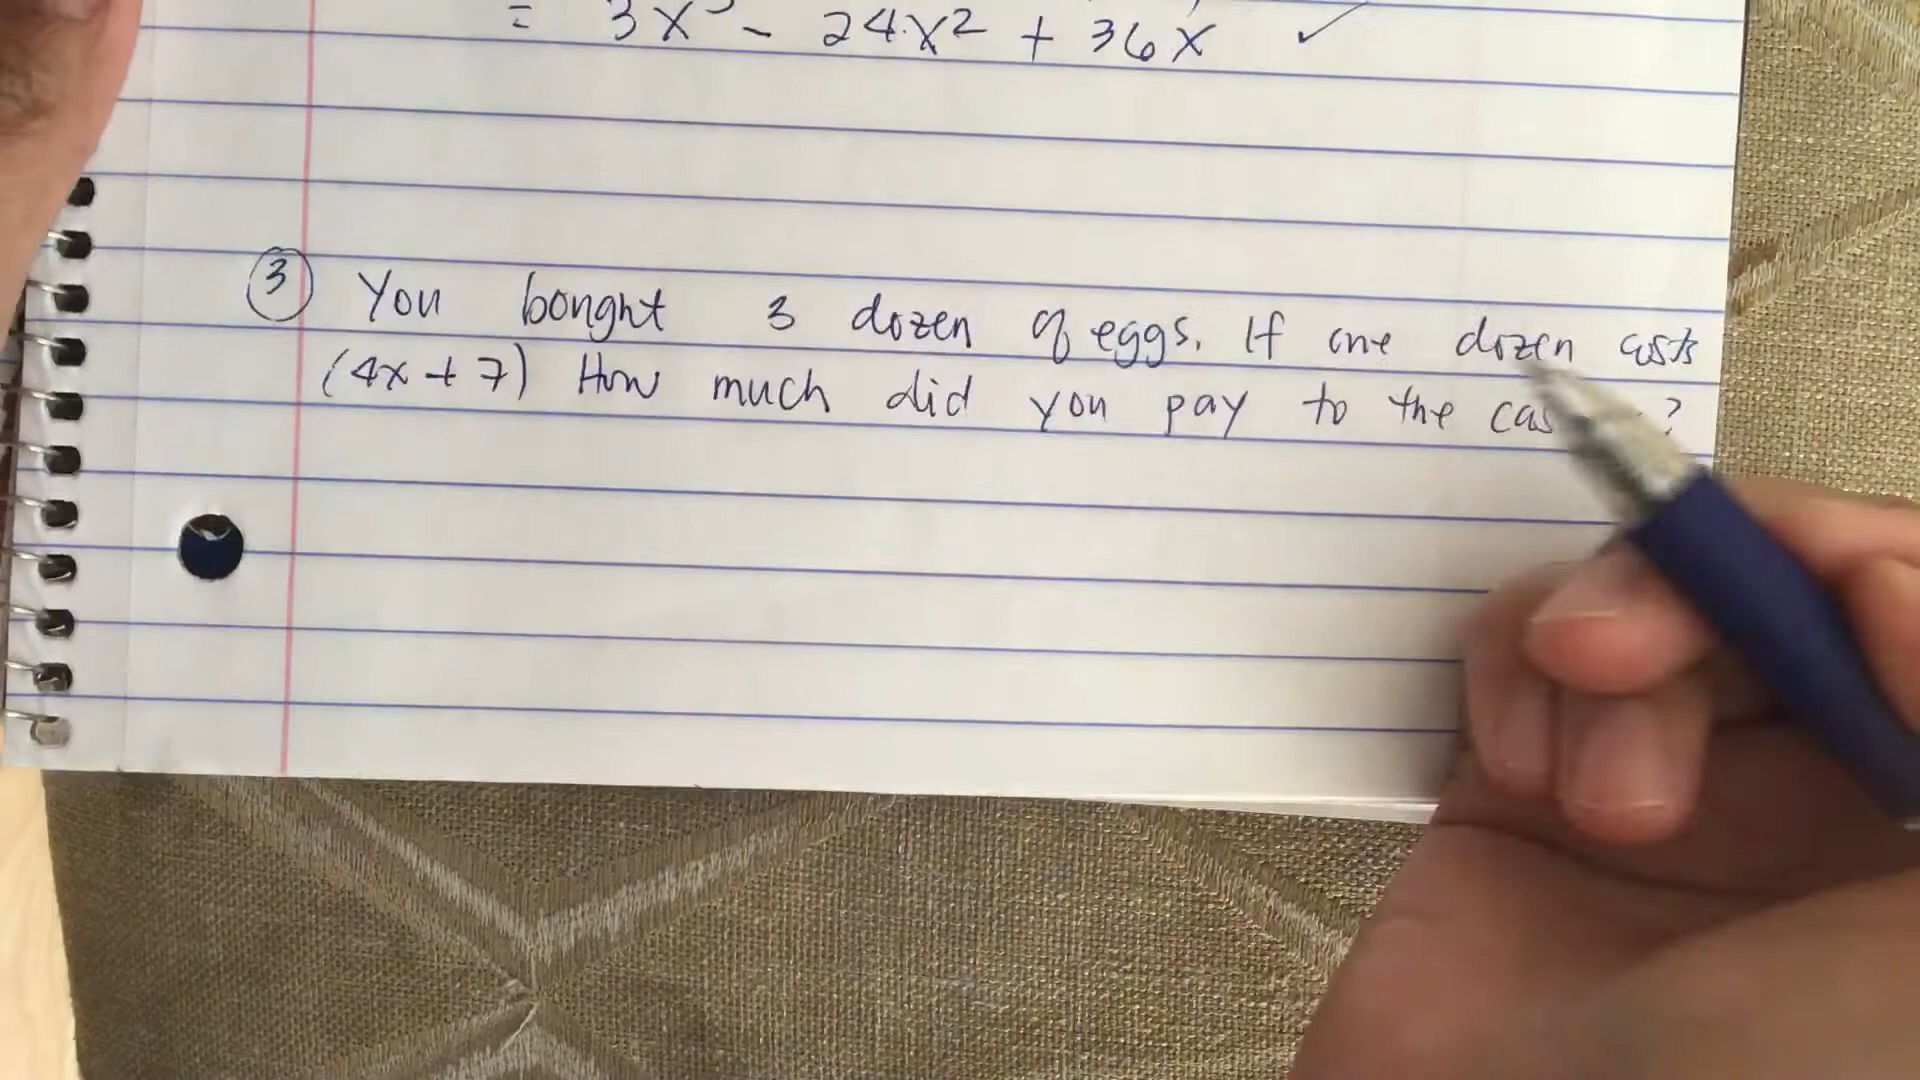 = 3x³ - 24x² + 36x ✓
③ You bought 3 dozen of eggs. If one dozen costs
(4x + 7) How much did you pay to the ?